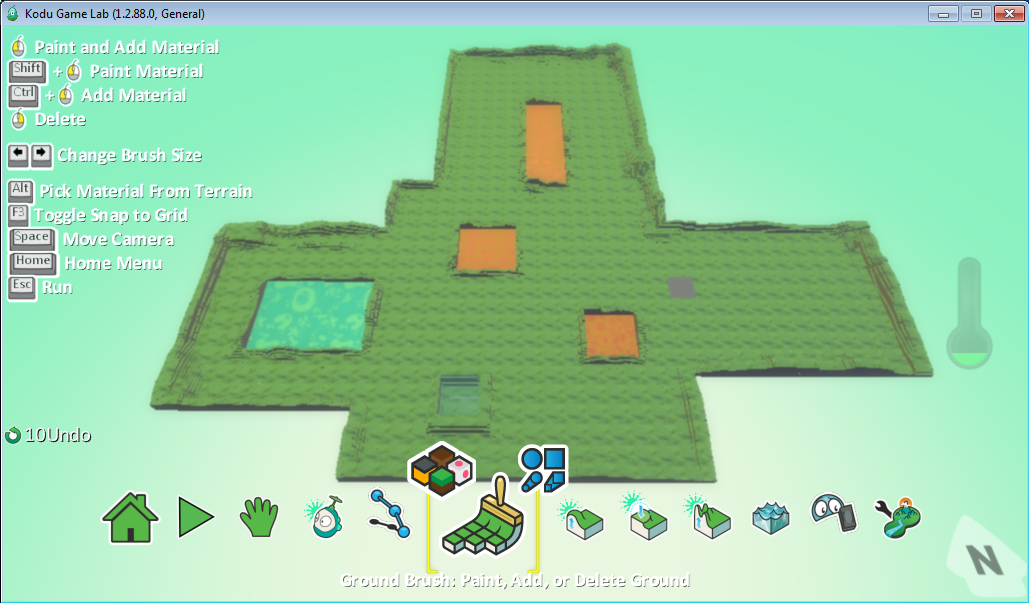 Kodu Game Lab (1.2.88.0, General)
Paint and Add Material
Shift + Paint Material
Ctrl + Add Material
Delete
Change Brush Size
Alt Pick Material From Terrain
F3 Toggle Snap to Grid
Space Move Camera
Home Home Menu
Esc Run
10Undo
Ground Brush: Paint, Add, or Delete Ground
N